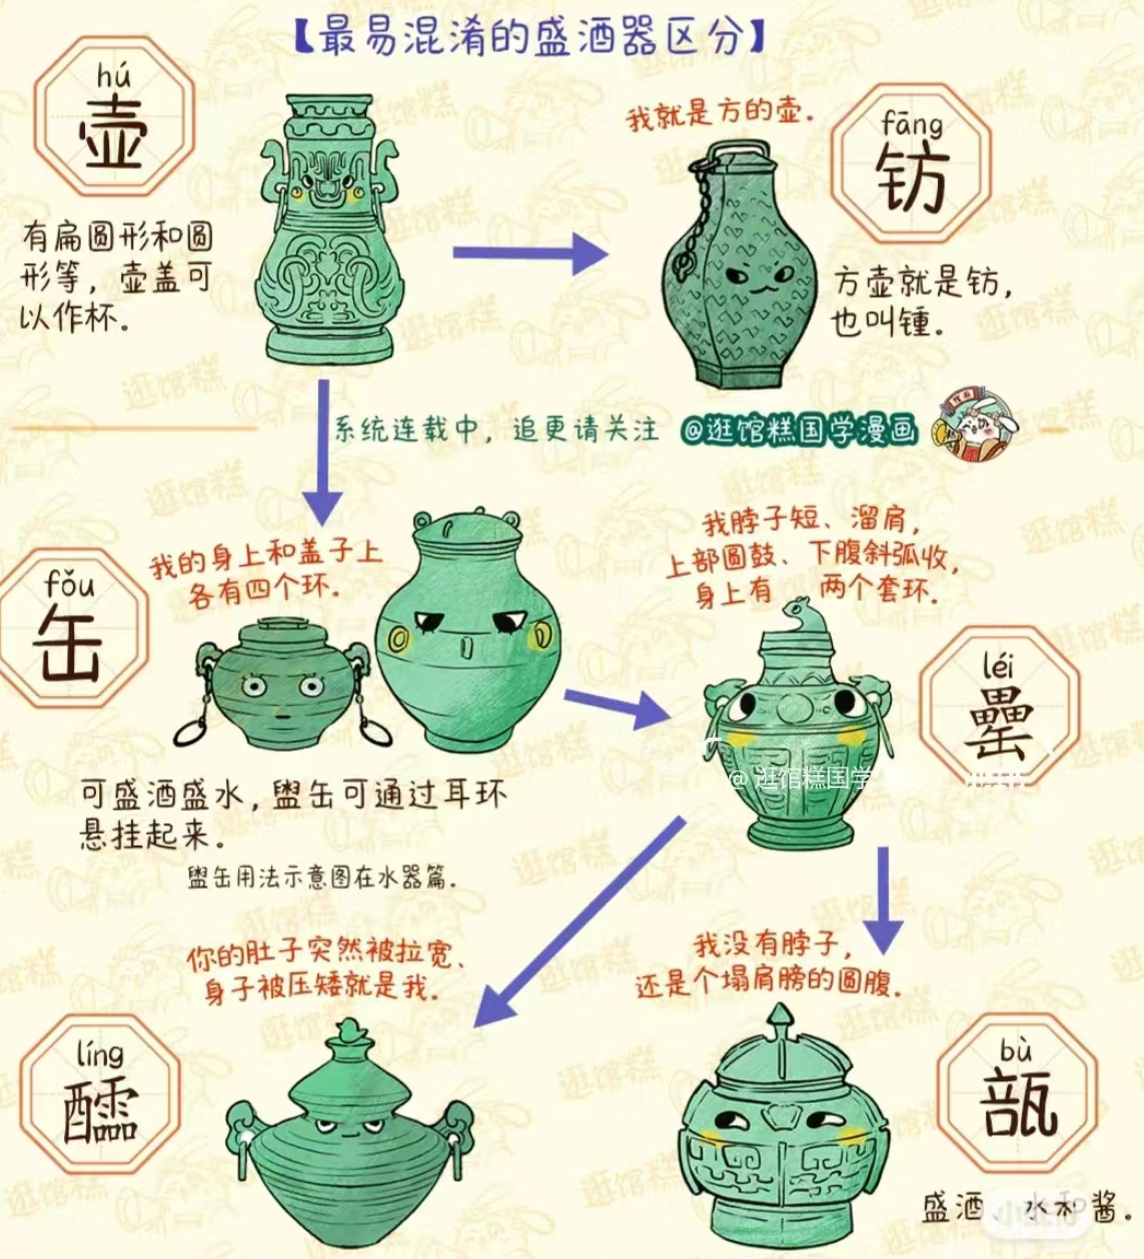 【最易混淆的盛酒器区分】
hú
壶
有扁圆形和圆
形等，壶盖可
以作杯。
我就是方的壶.
fāng
钫
方壶就是钫，
也叫锺。
系统连载中，追更请关注 @逛馆糕国学漫画
我的身上和盖子上
各有四个环.
fǒu
缶
可盛酒盛水，盥缶可通过耳环
悬挂起来。
盥缶用法示意图在水器篇.
我脖子短、溜肩，
上部圆鼓、下腹斜弧收，
身上有 两个套环.
léi
罍
@逛馆糕国学
你的肚子突然被拉宽、
身子被压矮就是我.
líng
醽
我没有脖子，
还是个塌肩膀的圆腹.
bù
瓿
盛酒、水和酱.
逛馆糕